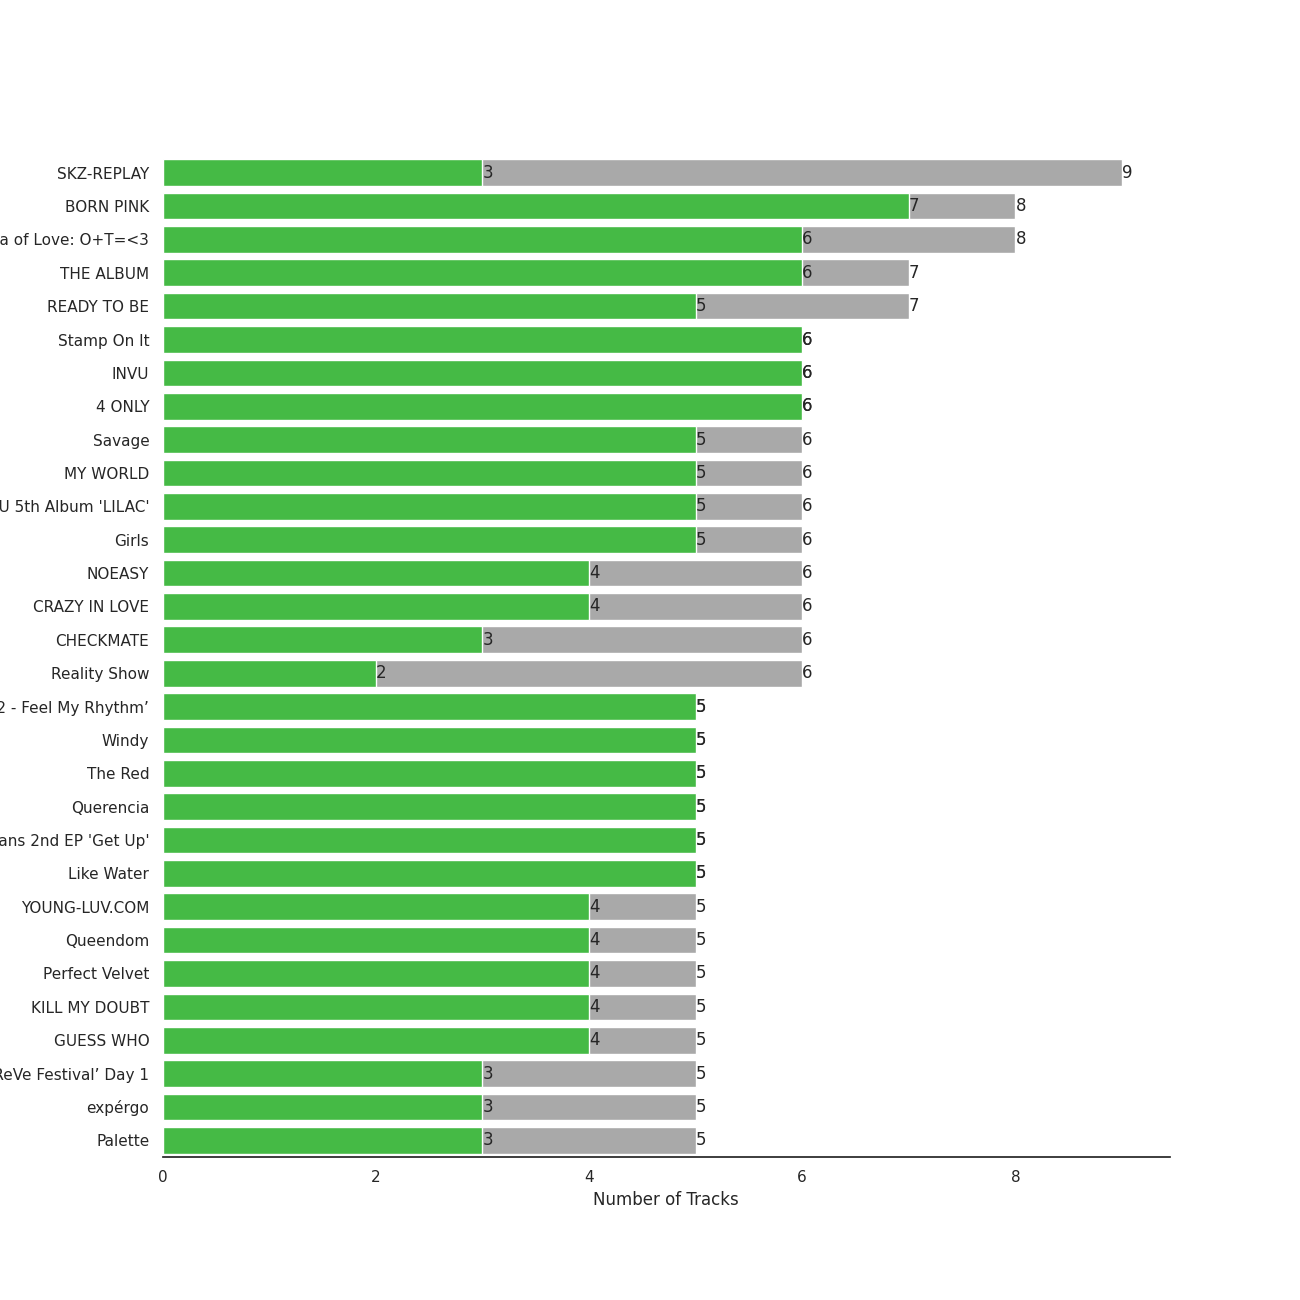 SKZ-REPLAY 3 9
BORN PINK 7 8
a of Love: O+T=<3 6 8
THE ALBUM 6 7
READY TO BE 5 7
Stamp On It 6
INVU 6
4 ONLY 6
Savage 5 6
MY WORLD 5 6
U 5th Album 'LILAC' 5 6
Girls 5 6
NOEASY 4 6
CRAZY IN LOVE 4 6
CHECKMATE 3 6
Reality Show 2 6
2 - Feel My Rhythm’ 5
Windy 5
The Red 5
Querencia 5
ans 2nd EP 'Get Up' 5
Like Water 5
YOUNG-LUV.COM 4 5
Queendom 4 5
Perfect Velvet 4 5
KILL MY DOUBT 4 5
GUESS WHO 4 5
ReVe Festival’ Day 1 3 5
expérgo 3 5
Palette 3 5
0 2 4 6 8
Number of Tracks